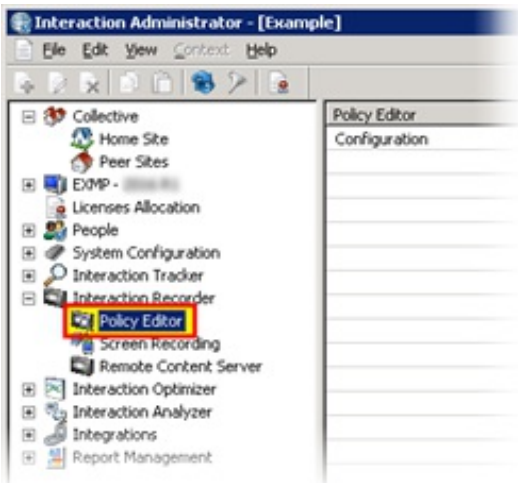 Interaction Administrator - [Example]
File Edit View Context Help
Collective
Home Site
Peer Sites
EXMP -
Licenses Allocation
People
System Configuration
Interaction Tracker
Interaction Recorder
Policy Editor
Screen Recording
Remote Content Server
Interaction Optimizer
Interaction Analyzer
Integrations
Report Management
Policy Editor
Configuration